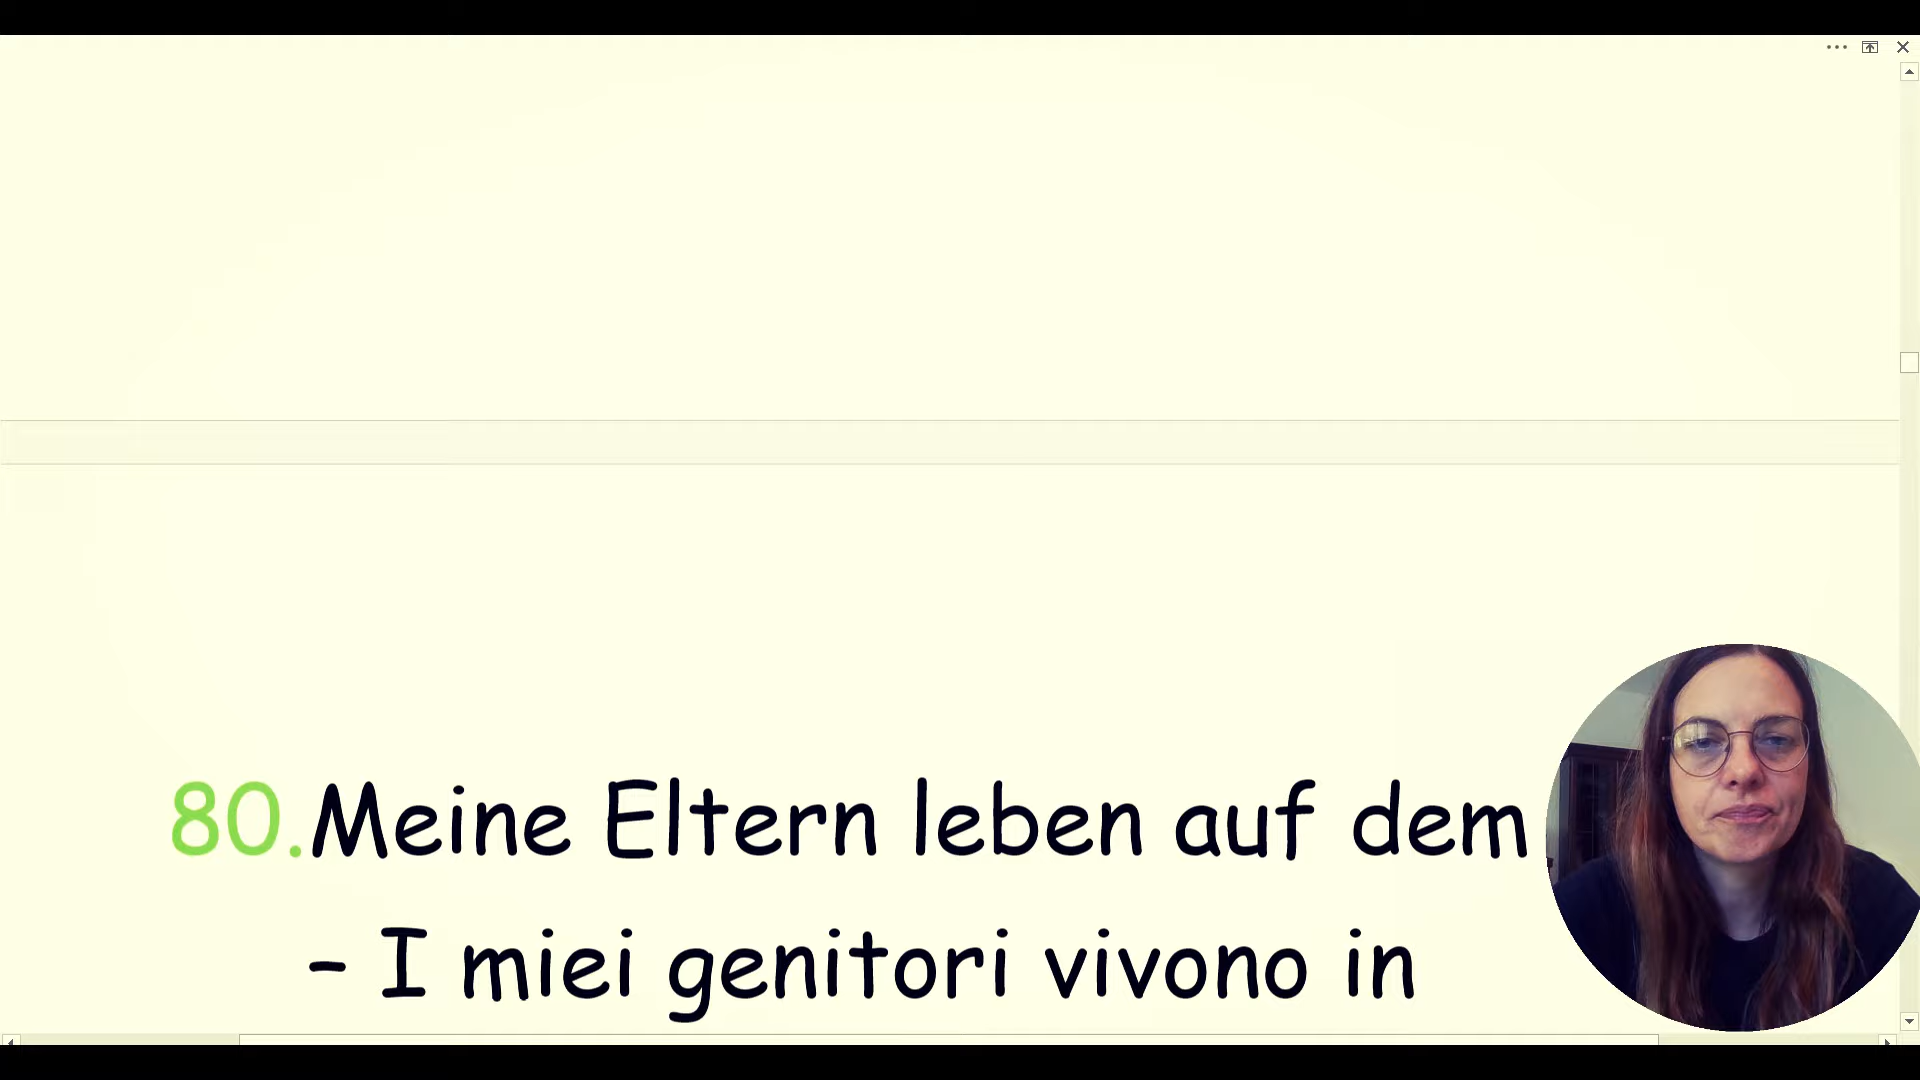 80.Meine Eltern leben auf dem
– I miei genitori vivono in